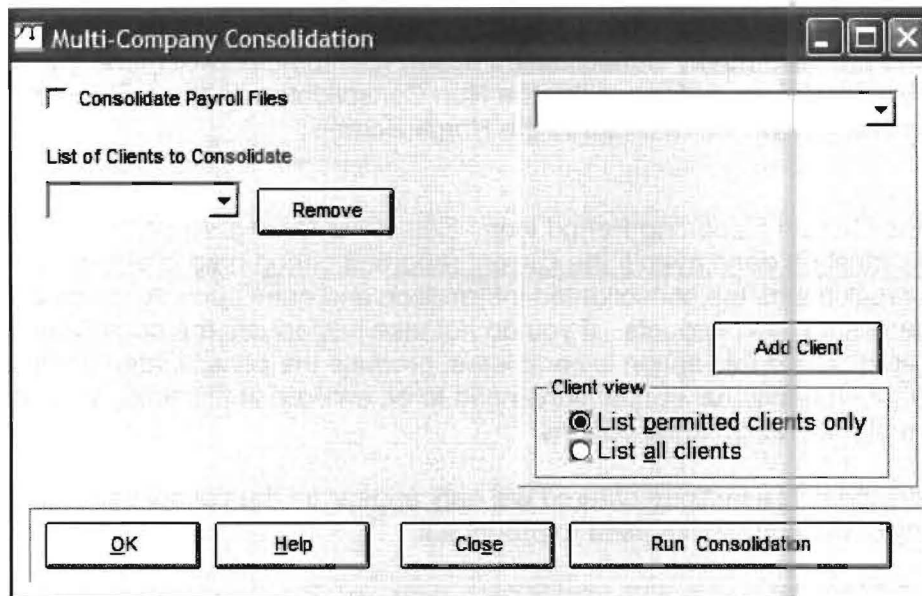 Multi-Company Consolidation
Consolidate Payroll Files
List of Clients to Consolidate
Remove
Add Client
Client view
List permitted clients only
List all clients
OK
Help
Close
Run Consolidation